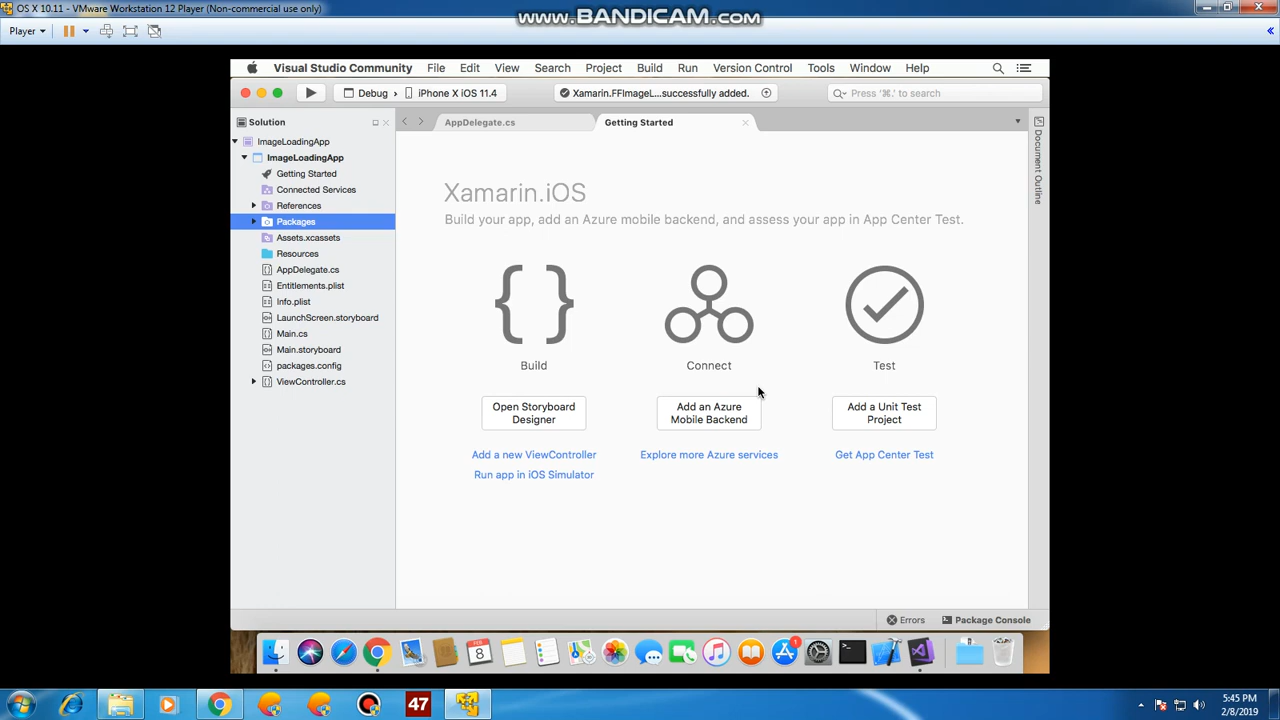 OS X 10.11 - VMware Workstation 12 Player (Non-commercial use only)
www.BANDICAM.com
Player
Visual Studio Community File Edit View Search Project Build Run Version Control Tools Window Help
Debug iPhone X iOS 11.4 Xamarin.FFImageL...successfully added. Press '⌘.' to search
Solution AppDelegate.cs Getting Started
ImageLoadingApp
ImageLoadingApp
Getting Started
Connected Services
References
Packages
Assets.xcassets
Resources
AppDelegate.cs
Entitlements.plist
Info.plist
LaunchScreen.storyboard
Main.cs
Main.storyboard
packages.config
ViewController.cs
Xamarin.iOS
Build your app, add an Azure mobile backend, and assess your app in App Center Test.
Build
Open Storyboard
Designer
Add a new ViewController
Run app in iOS Simulator
Connect
Add an Azure
Mobile Backend
Explore more Azure services
Test
Add a Unit Test
Project
Get App Center Test
Document Outline
Errors Package Console
FEB
8
1
47
5:45 PM
2/8/2019